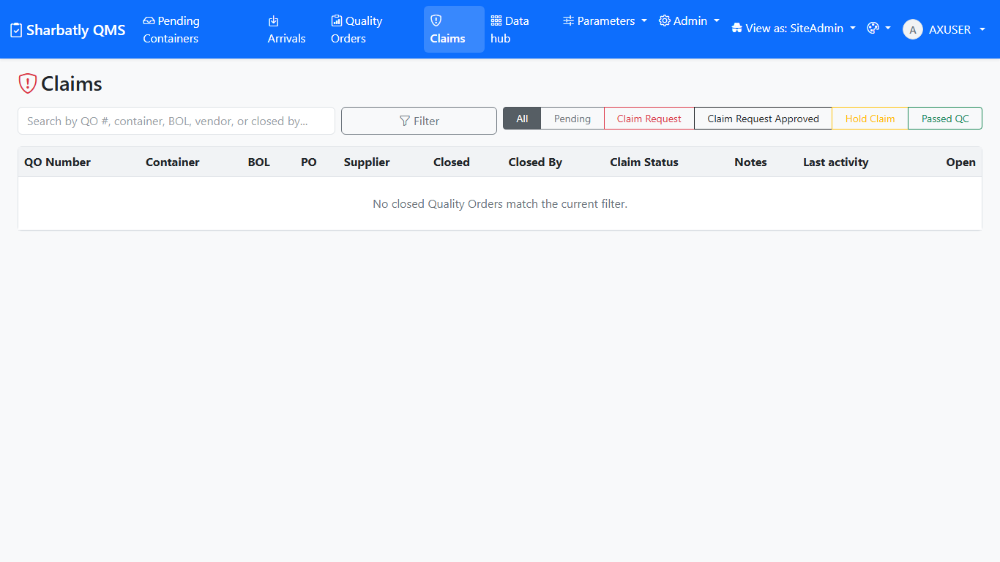 Sharbatly QMS
Pending Containers
Arrivals
Quality Orders
Claims
Data hub
Parameters
Admin
View as: SiteAdmin
A AXUSER
Claims
Search by QO #, container, BOL, vendor, or closed by...
Filter
All Pending Claim Request Claim Request Approved Hold Claim Passed QC
QO Number Container BOL PO Supplier Closed Closed By Claim Status Notes Last activity Open
No closed Quality Orders match the current filter.